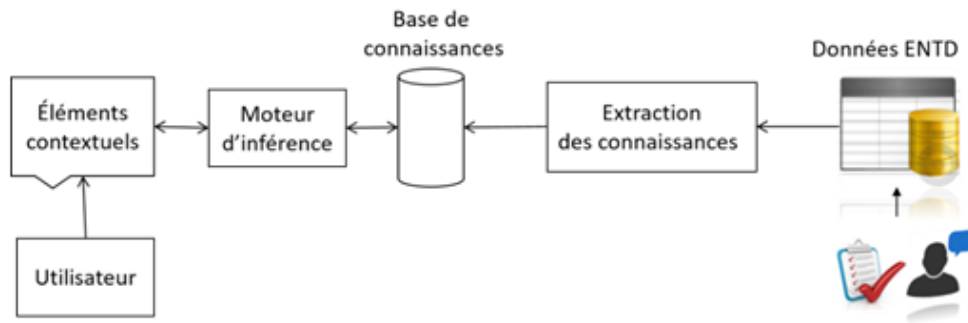 Base de
connaissances
Données ENTD
Éléments
contextuels
Moteur
d'inférence
Extraction
des connaissances
Utilisateur